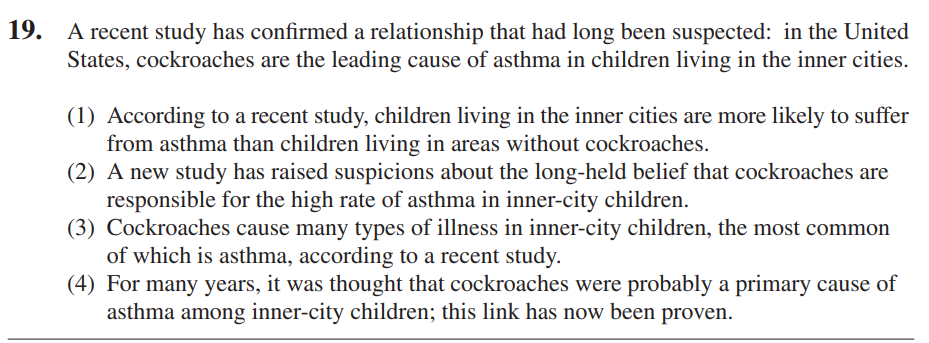 19. A recent study has confirmed a relationship that had long been suspected: in the United
States, cockroaches are the leading cause of asthma in children living in the inner cities.
(1) According to a recent study, children living in the inner cities are more likely to suffer
from asthma than children living in areas without cockroaches.
(2) A new study has raised suspicions about the long-held belief that cockroaches are
responsible for the high rate of asthma in inner-city children.
(3) Cockroaches cause many types of illness in inner-city children, the most common
of which is asthma, according to a recent study.
(4) For many years, it was thought that cockroaches were probably a primary cause of
asthma among inner-city children; this link has now been proven.